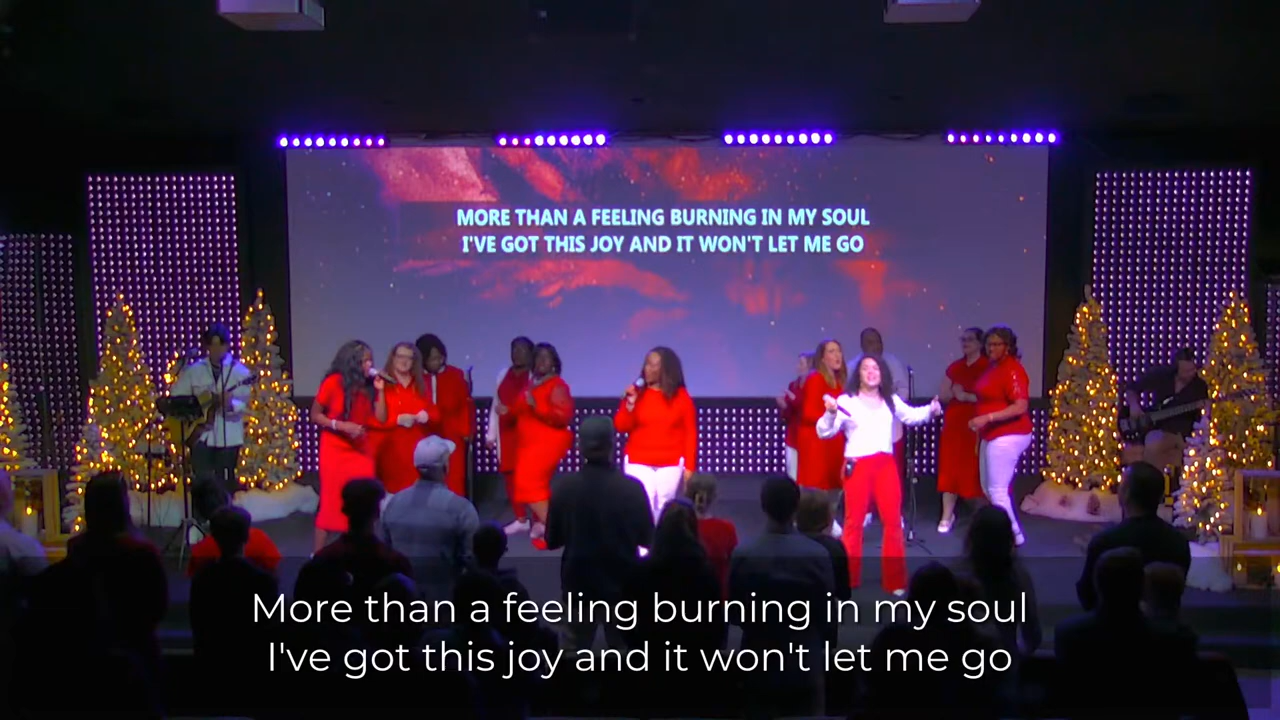 MORE THAN A FEELING BURNING IN MY SOUL
I'VE GOT THIS JOY AND IT WON'T LET ME GO
More than a feeling burning in my soul
I've got this joy and it won't let me go